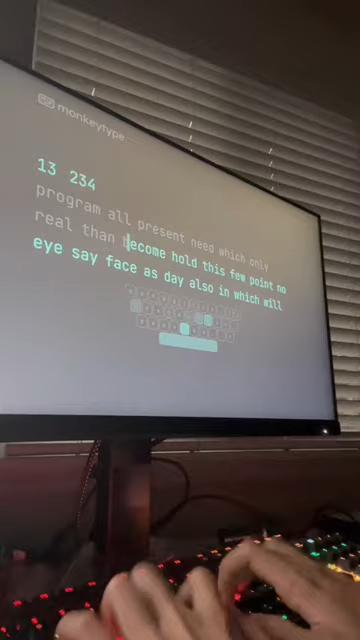 monkeytype
13 234
program all present need which only
real than become hold this few point no
eye say face as day also in which will